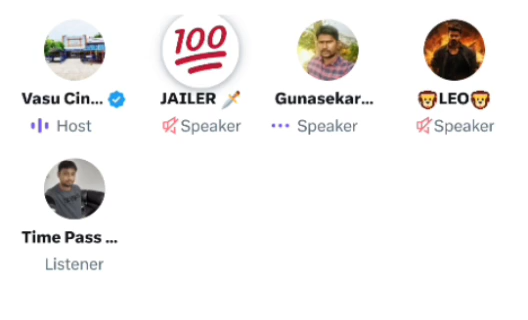 100
Vasu Cin... JAILER Gunasekar... LEO
Host Speaker Speaker Speaker
Time Pass ...
Listener